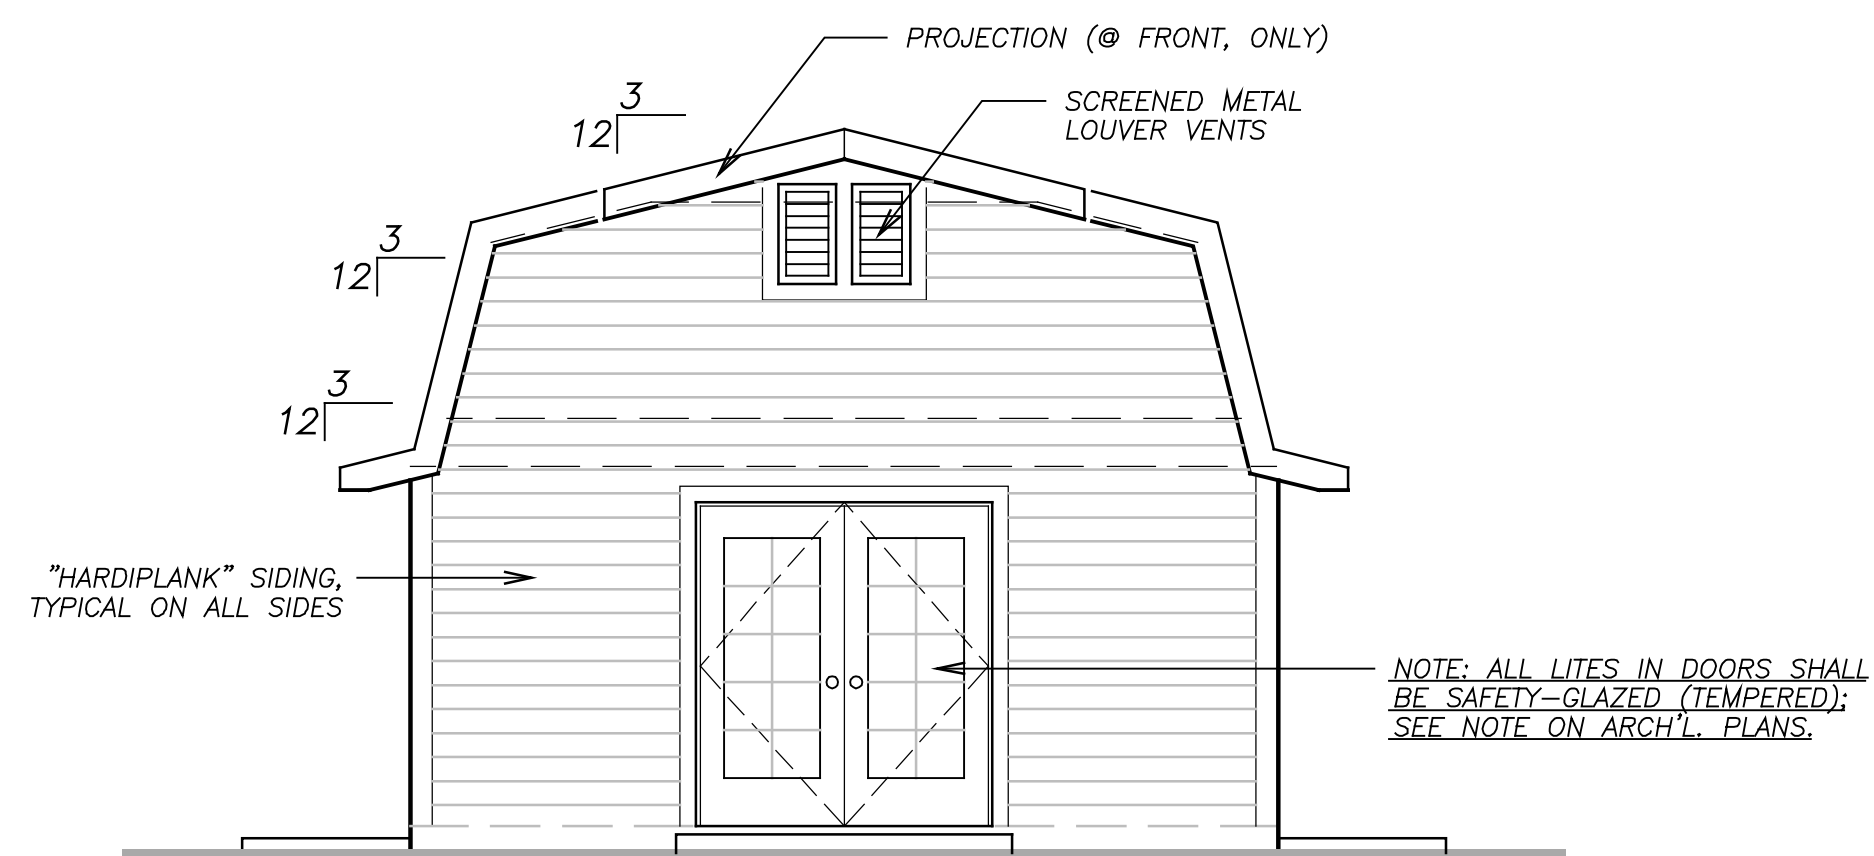 PROJECTION (@ FRONT, ONLY)
3
12
SCREENED METAL
LOUVER VENTS
3
12
3
12
"HARDIPLANK" SIDING,
TYPICAL ON ALL SIDES
NOTE: ALL LITES IN DOORS SHALL
BE SAFETY-GLAZED (TEMPERED);
SEE NOTE ON ARCH'L. PLANS.